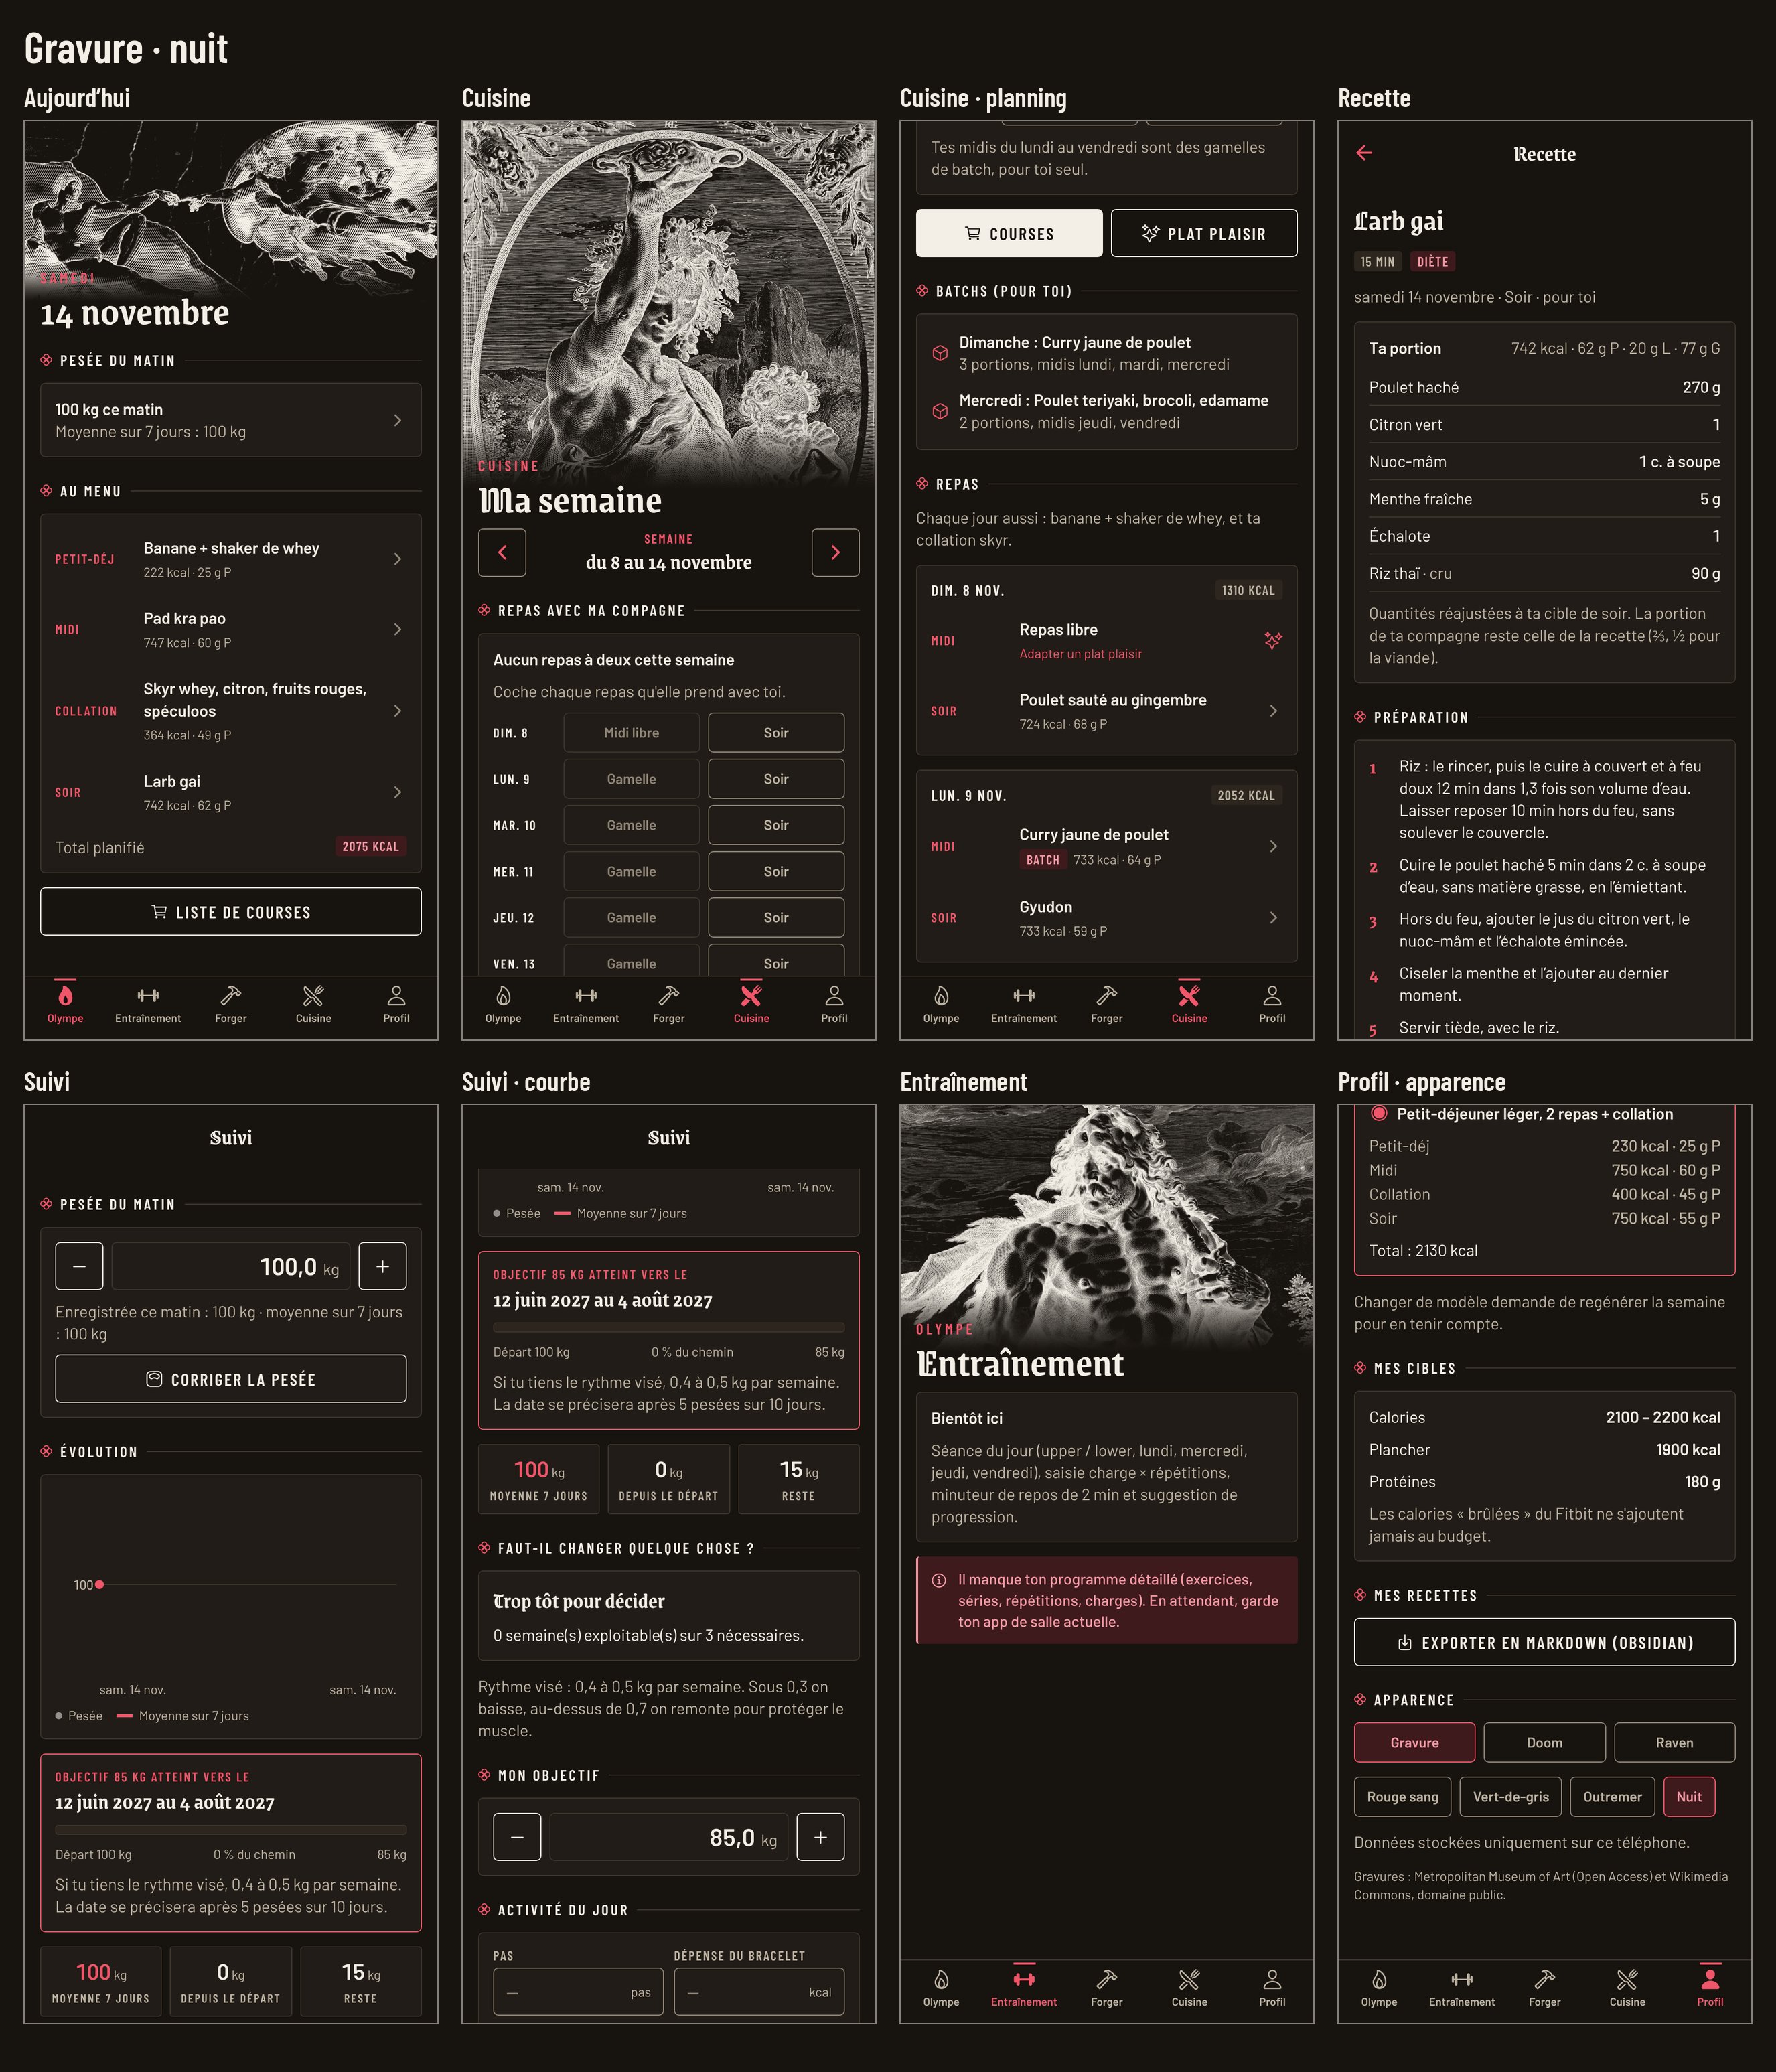 Gravure · nuit
Aujourd'hui
SAMEDI
14 novembre
PESÉE DU MATIN
100 kg ce matin
Moyenne sur 7 jours : 100 kg
AU MENU
PETIT-DÉJ
Banane + shaker de whey
222 kcal · 25 g P
MIDI
Pad kra pao
747 kcal · 60 g P
COLLATION
Skyr whey, citron, fruits rouges,
spéculoos
364 kcal · 49 g P
SOIR
Larb gai
742 kcal · 62 g P
Total planifié
2075 KCAL
LISTE DE COURSES
Olympe
Entraînement
Forger
Cuisine
Profil
Cuisine
CUISINE
Ma semaine
SEMAINE
du 8 au 14 novembre
REPAS AVEC MA COMPAGNE
Aucun repas à deux cette semaine
Coche chaque repas qu'elle prend avec toi.
DIM. 8 Midi libre Soir
LUN. 9 Gamelle Soir
MAR. 10 Gamelle Soir
MER. 11 Gamelle Soir
JEU. 12 Gamelle Soir
VEN. 13 Gamelle Soir
Olympe
Entraînement
Forger
Cuisine
Profil
Cuisine · planning
Tes midis du lundi au vendredi sont des gamelles
de batch, pour toi seul.
COURSES
PLAT PLAISIR
BATCHS (POUR TOI)
Dimanche : Curry jaune de poulet
3 portions, midis lundi, mardi, mercredi
Mercredi : Poulet teriyaki, brocoli, edamame
2 portions, midis jeudi, vendredi
REPAS
Chaque jour aussi : banane + shaker de whey, et ta
collation skyr.
DIM. 8 NOV.
1310 KCAL
MIDI
Repas libre
Adapter un plat plaisir
SOIR
Poulet sauté au gingembre
724 kcal · 68 g P
LUN. 9 NOV.
2052 KCAL
MIDI
Curry jaune de poulet
BATCH 733 kcal · 64 g P
SOIR
Gyudon
733 kcal · 59 g P
Olympe
Entraînement
Forger
Cuisine
Profil
Recette
Recette
Larb gai
15 MIN
DIÈTE
samedi 14 novembre · Soir · pour toi
Ta portion 742 kcal · 62 g P · 20 g L · 77 g G
Poulet haché 270 g
Citron vert 1
Nuoc-mâm 1 c. à soupe
Menthe fraîche 5 g
Échalote 1
Riz thaï · cru 90 g
Quantités réajustées à ta cible de soir. La portion
de ta compagne reste celle de la recette (⅔, ½ pour
la viande).
PRÉPARATION
1 Riz : le rincer, puis le cuire à couvert et à feu
doux 12 min dans 1,3 fois son volume d'eau.
Laisser reposer 10 min hors du feu, sans
soulever le couvercle.
2 Cuire le poulet haché 5 min dans 2 c. à soupe
d'eau, sans matière grasse, en l'émiettant.
3 Hors du feu, ajouter le jus du citron vert, le
nuoc-mâm et l'échalote émincée.
4 Ciseler la menthe et l'ajouter au dernier
moment.
5 Servir tiède, avec le riz.
Suivi
Suivi
PESÉE DU MATIN
100,0 kg
Enregistrée ce matin : 100 kg · moyenne sur 7 jours
: 100 kg
CORRIGER LA PESÉE
ÉVOLUTION
100
sam. 14 nov. sam. 14 nov.
Pesée Moyenne sur 7 jours
OBJECTIF 85 KG ATTEINT VERS LE
12 juin 2027 au 4 août 2027
Départ 100 kg 0 % du chemin 85 kg
Si tu tiens le rythme visé, 0,4 à 0,5 kg par semaine.
La date se précisera après 5 pesées sur 10 jours.
100 kg
MOYENNE 7 JOURS
0 kg
DEPUIS LE DÉPART
15 kg
RESTE
Suivi · courbe
Suivi
sam. 14 nov. sam. 14 nov.
Pesée Moyenne sur 7 jours
OBJECTIF 85 KG ATTEINT VERS LE
12 juin 2027 au 4 août 2027
Départ 100 kg 0 % du chemin 85 kg
Si tu tiens le rythme visé, 0,4 à 0,5 kg par semaine.
La date se précisera après 5 pesées sur 10 jours.
100 kg
MOYENNE 7 JOURS
0 kg
DEPUIS LE DÉPART
15 kg
RESTE
FAUT-IL CHANGER QUELQUE CHOSE ?
Trop tôt pour décider
0 semaine(s) exploitable(s) sur 3 nécessaires.
Rythme visé : 0,4 à 0,5 kg par semaine. Sous 0,3 on
baisse, au-dessus de 0,7 on remonte pour protéger le
muscle.
MON OBJECTIF
85,0 kg
ACTIVITÉ DU JOUR
PAS
— pas
DÉPENSE DU BRACELET
— kcal
Entraînement
OLYMPE
Entraînement
Bientôt ici
Séance du jour (upper / lower, lundi, mercredi,
jeudi, vendredi), saisie charge × répétitions,
minuteur de repos de 2 min et suggestion de
progression.
Il manque ton programme détaillé (exercices,
séries, répétitions, charges). En attendant, garde
ton app de salle actuelle.
Olympe
Entraînement
Forger
Cuisine
Profil
Profil · apparence
Petit-déjeuner léger, 2 repas + collation
Petit-déj 230 kcal · 25 g P
Midi 750 kcal · 60 g P
Collation 400 kcal · 45 g P
Soir 750 kcal · 55 g P
Total : 2130 kcal
Changer de modèle demande de regénérer la semaine
pour en tenir compte.
MES CIBLES
Calories 2100 – 2200 kcal
Plancher 1900 kcal
Protéines 180 g
Les calories « brûlées » du Fitbit ne s'ajoutent
jamais au budget.
MES RECETTES
EXPORTER EN MARKDOWN (OBSIDIAN)
APPARENCE
Gravure
Doom
Raven
Rouge sang
Vert-de-gris
Outremer
Nuit
Données stockées uniquement sur ce téléphone.
Gravures : Metropolitan Museum of Art (Open Access) et Wikimedia
Commons, domaine public.
Olympe
Entraînement
Forger
Cuisine
Profil